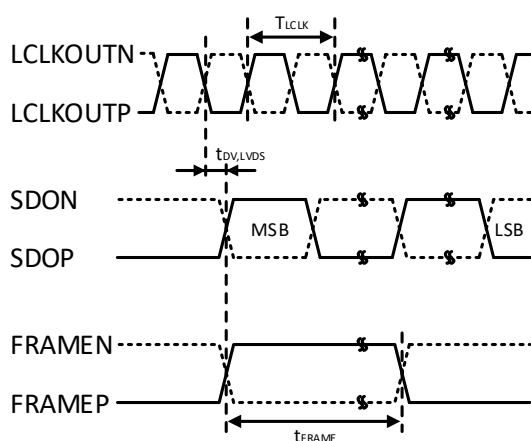 TLCLK
LCLKOUTN
LCLKOUTP
tDV,LVDS
SDON
MSB
LSB
SDOP
FRAMEN
FRAMEP
tFRAME